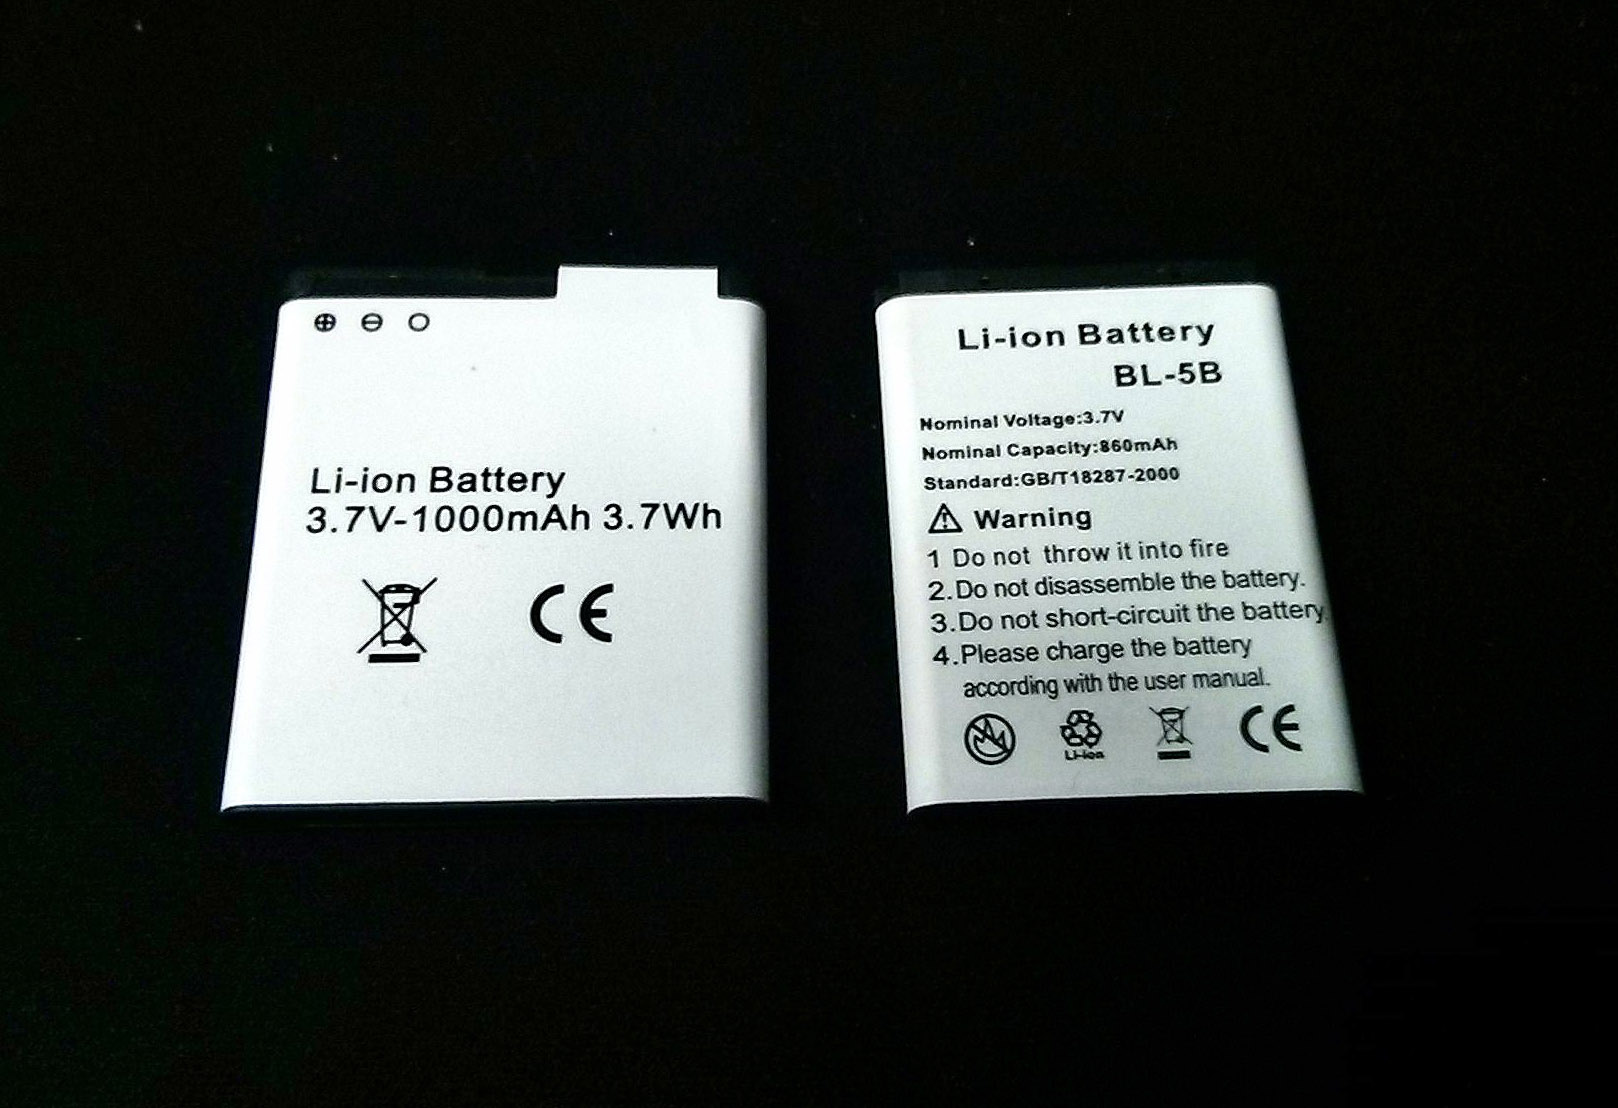 Li-ion Battery
3.7V-1000mAh 3.7Wh
CE
Li-ion Battery
BL-5B
Nominal Voltage:3.7V
Nominal Capacity:860mAh
Standard:GB/T18287-2000
Warning
1 Do not throw it into fire
2.Do not disassemble the battery.
3.Do not short-circuit the battery.
4.Please charge the battery
according with the user manual.
Li-ion
CE